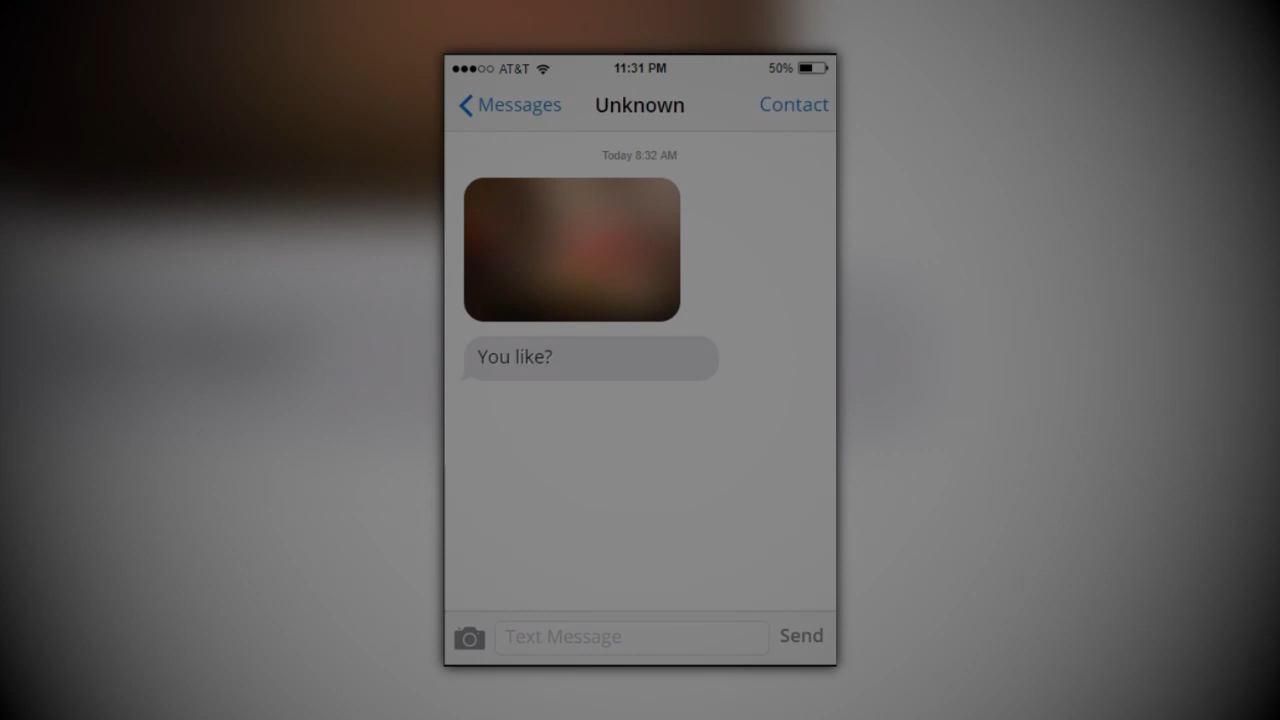 AT&T 11:31 PM 50%
Messages Unknown Contact
Today 8:32 AM
You like?
Text Message Send